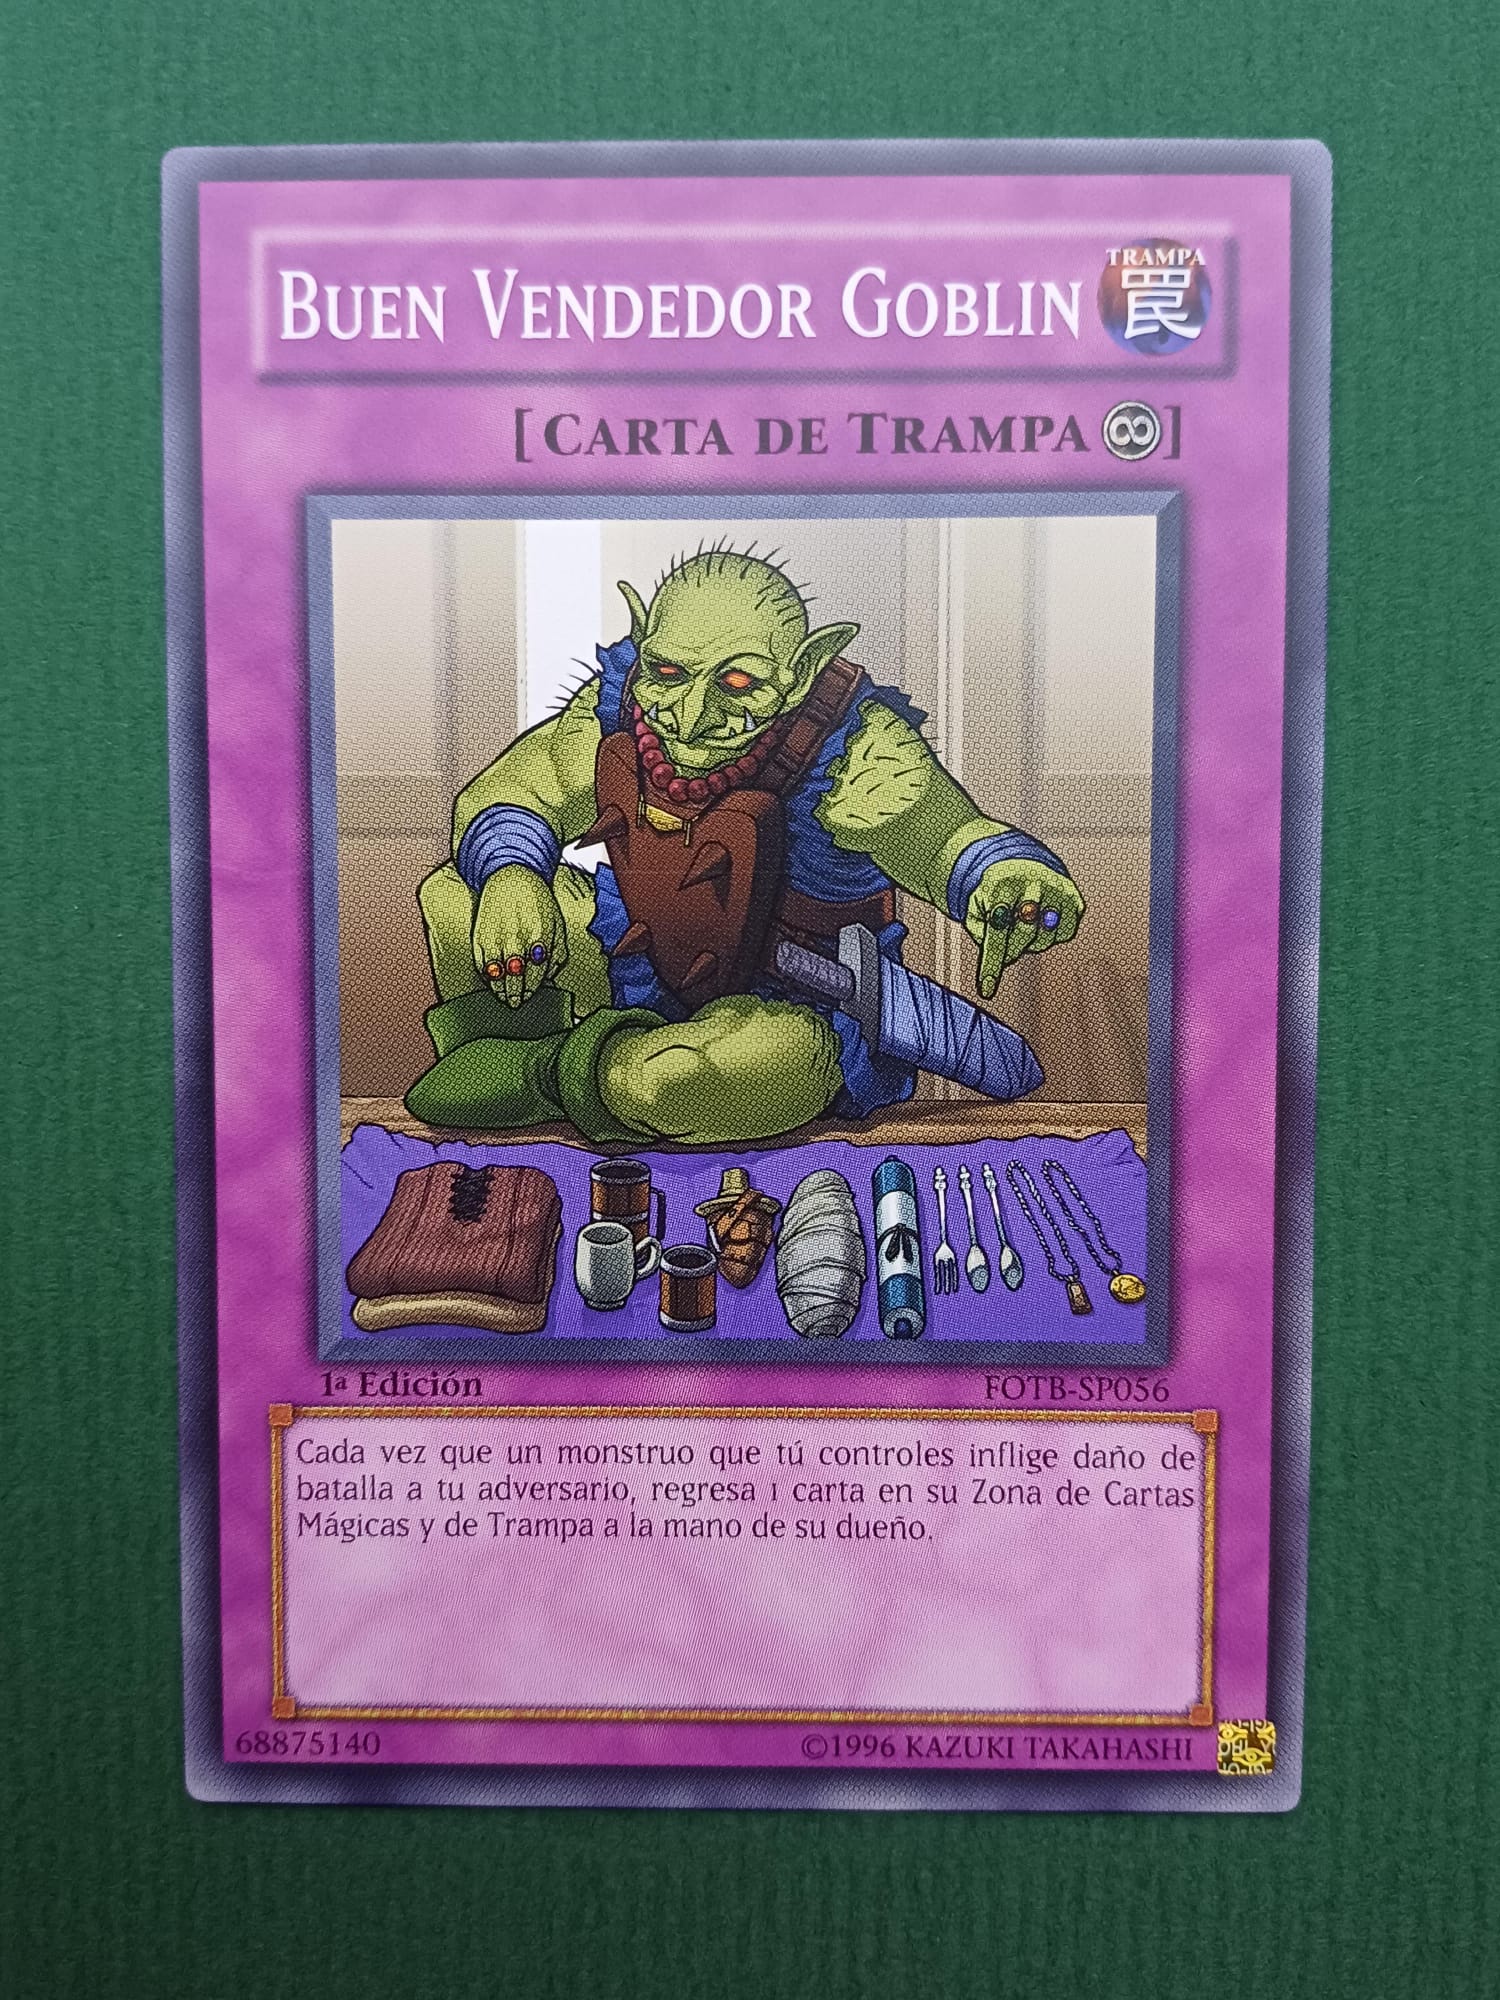 BUEN VENDEDOR GOBLIN
TRAMPA
罠
[CARTA DE TRAMPA ∞]
1ª Edición
FOTB-SP056
Cada vez que un monstruo que tú controles inflige daño de
batalla a tu adversario, regresa 1 carta en su Zona de Cartas
Mágicas y de Trampa a la mano de su dueño.
68875140
©1996 KAZUKI TAKAHASHI